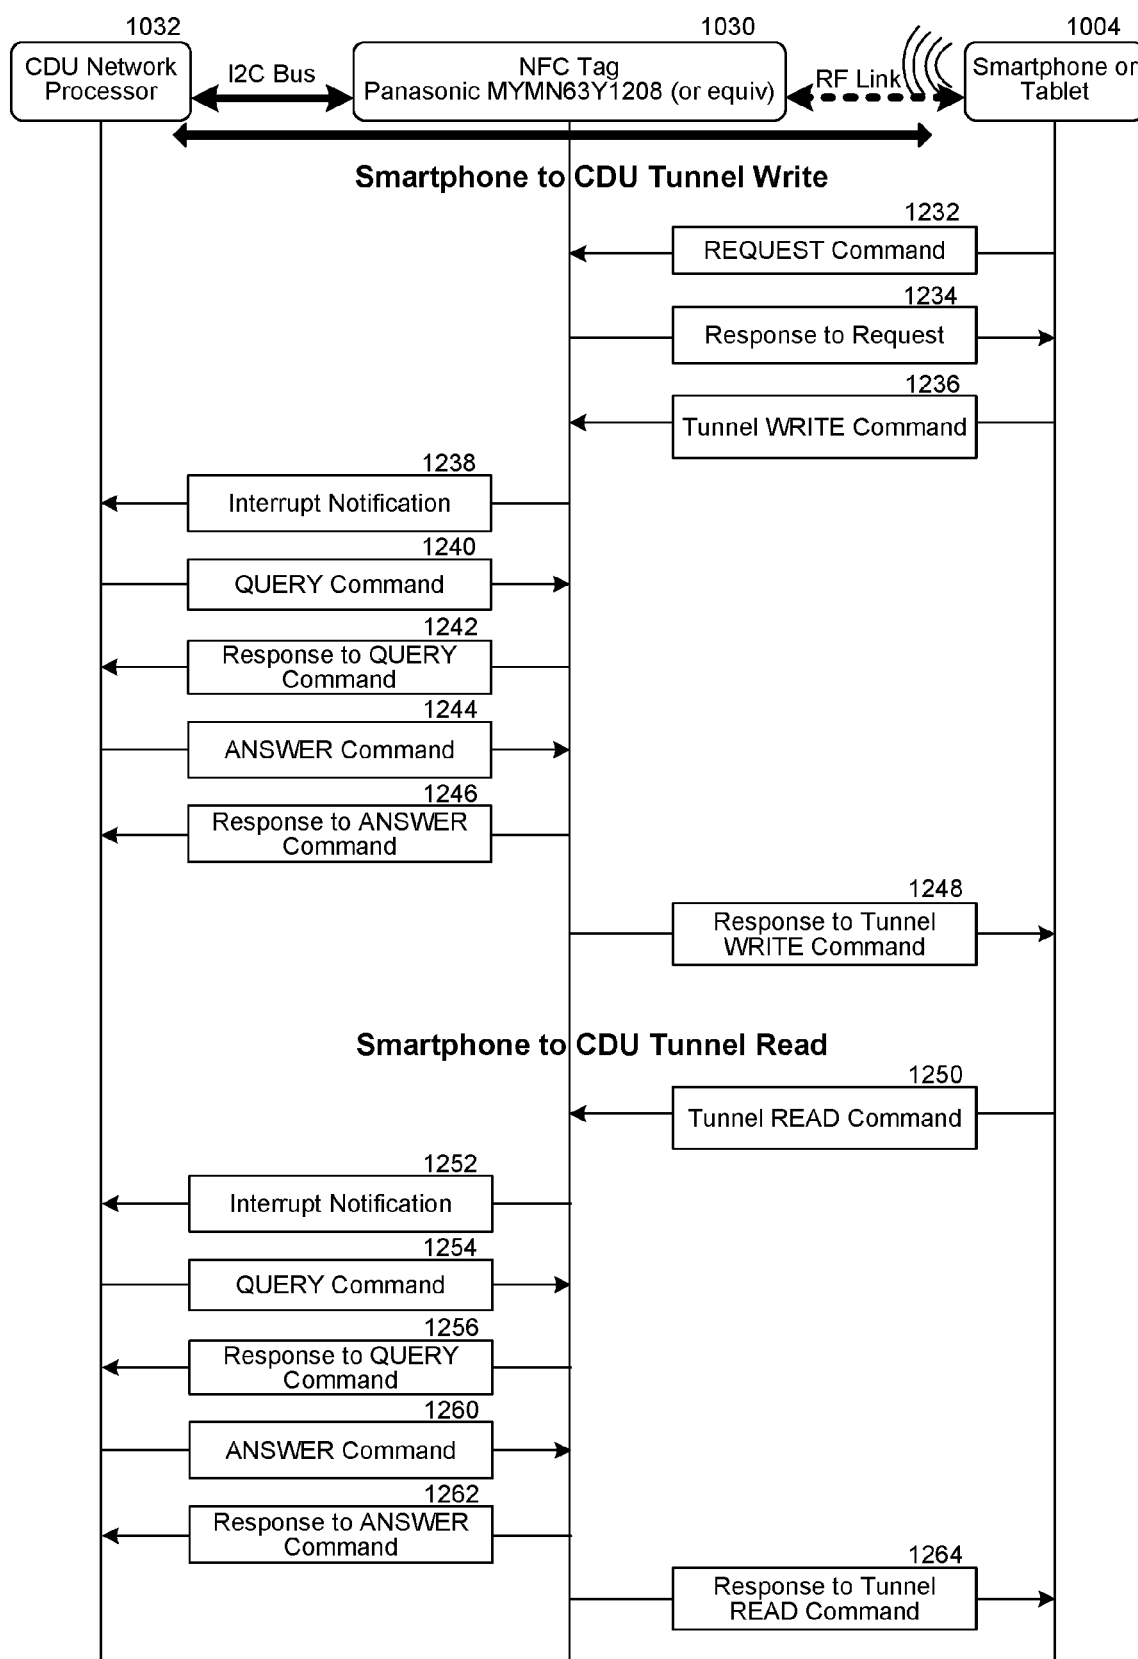 1032
1030
1004
CDU Network
Processor
I2C Bus
NFC Tag
Panasonic MYMN63Y1208 (or equiv)
RF Link
Smartphone or
Tablet
Smartphone to CDU Tunnel Write
1232
REQUEST Command
1234
Response to Request
1236
Tunnel WRITE Command
1238
Interrupt Notification
1240
QUERY Command
1242
Response to QUERY
Command
1244
ANSWER Command
1246
Response to ANSWER
Command
1248
Response to Tunnel
WRITE Command
Smartphone to CDU Tunnel Read
1250
Tunnel READ Command
1252
Interrupt Notification
1254
QUERY Command
1256
Response to QUERY
Command
1260
ANSWER Command
1262
Response to ANSWER
Command
1264
Response to Tunnel
READ Command